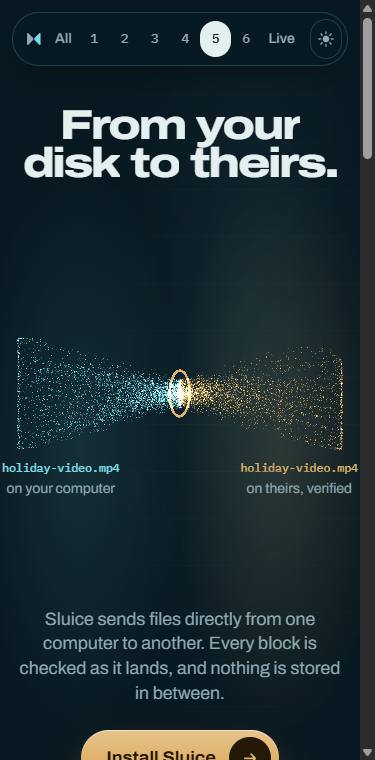 All 1 2 3 4 5 6 Live
From your
disk to theirs.
holiday-video.mp4 holiday-video.mp4
on your computer on theirs, verified
Sluice sends files directly from one
computer to another. Every block is
checked as it lands, and nothing is stored
in between.
Install Sluice